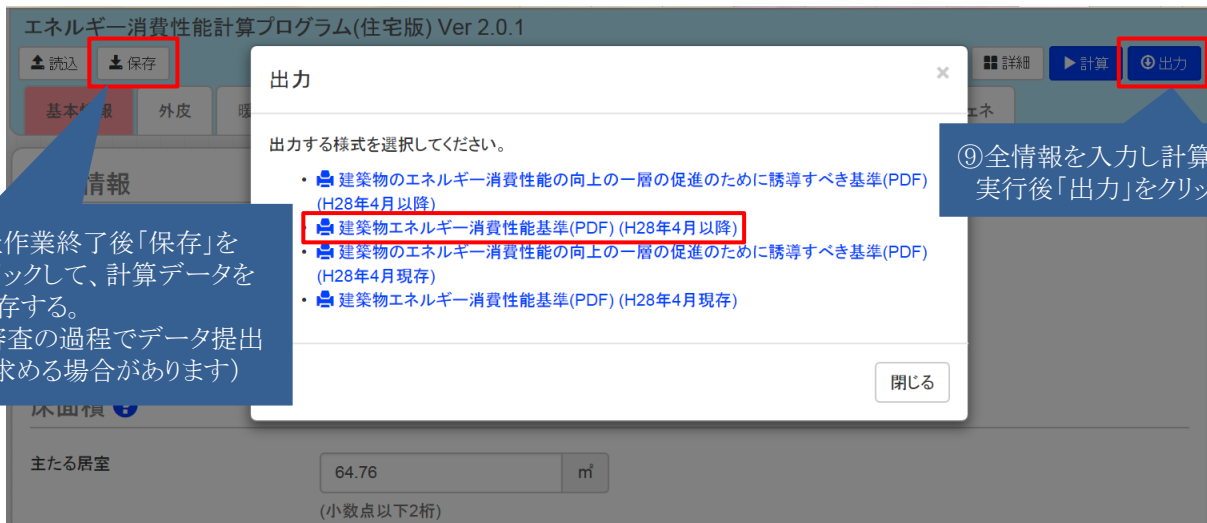 エネルギー消費性能計算プログラム(住宅版) Ver 2.0.1
読込
保存
詳細
計算
出力
基本情報
外皮
暖
エネ
出力
×
出力する様式を選択してください。
・ 建築物のエネルギー消費性能の向上の一層の促進のために誘導すべき基準(PDF)
(H28年4月以降)
・ 建築物エネルギー消費性能基準(PDF) (H28年4月以降)
・ 建築物のエネルギー消費性能の向上の一層の促進のために誘導すべき基準(PDF)
(H28年4月現存)
・ 建築物エネルギー消費性能基準(PDF) (H28年4月現存)
閉じる
⑨全情報を入力し計算
実行後「出力」をクリッ
情報
作業終了後「保存」を
ックして、計算データを
存する。
審査の過程でデータ提出
求める場合があります）
床面積
主たる居室
64.76
㎡
(小数点以下2桁)